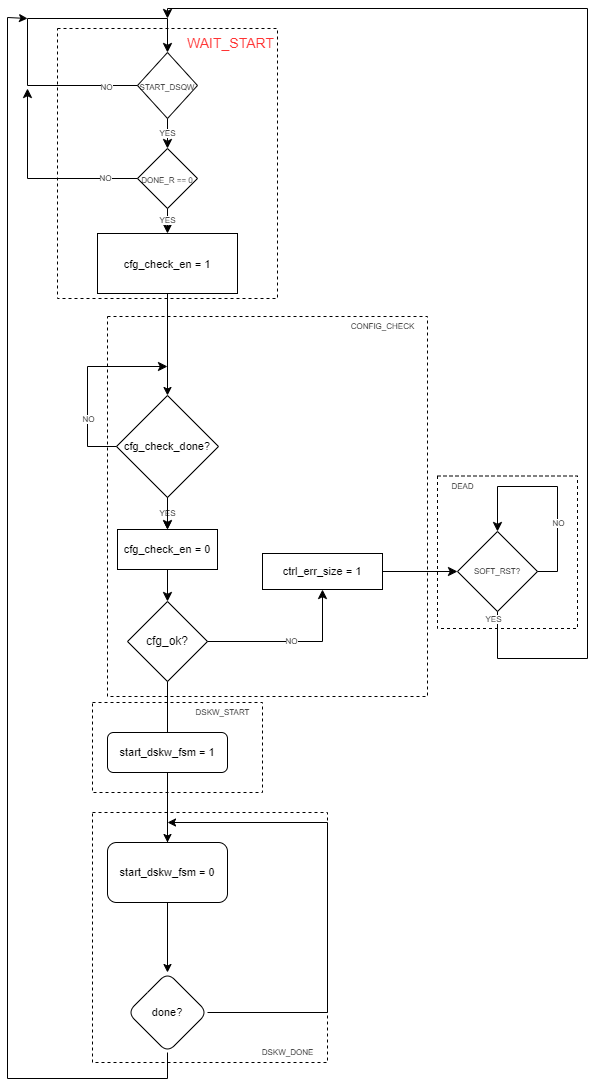 WAIT_START
START_DSQW
NO
YES
DONE_R == 0
NO
YES
cfg_check_en = 1
CONFIG_CHECK
NO
cfg_check_done?
YES
cfg_check_en = 0
ctrl_err_size = 1
cfg_ok?
NO
DEAD
NO
SOFT_RST?
YES
DSKW_START
start_dskw_fsm = 1
start_dskw_fsm = 0
done?
DSKW_DONE